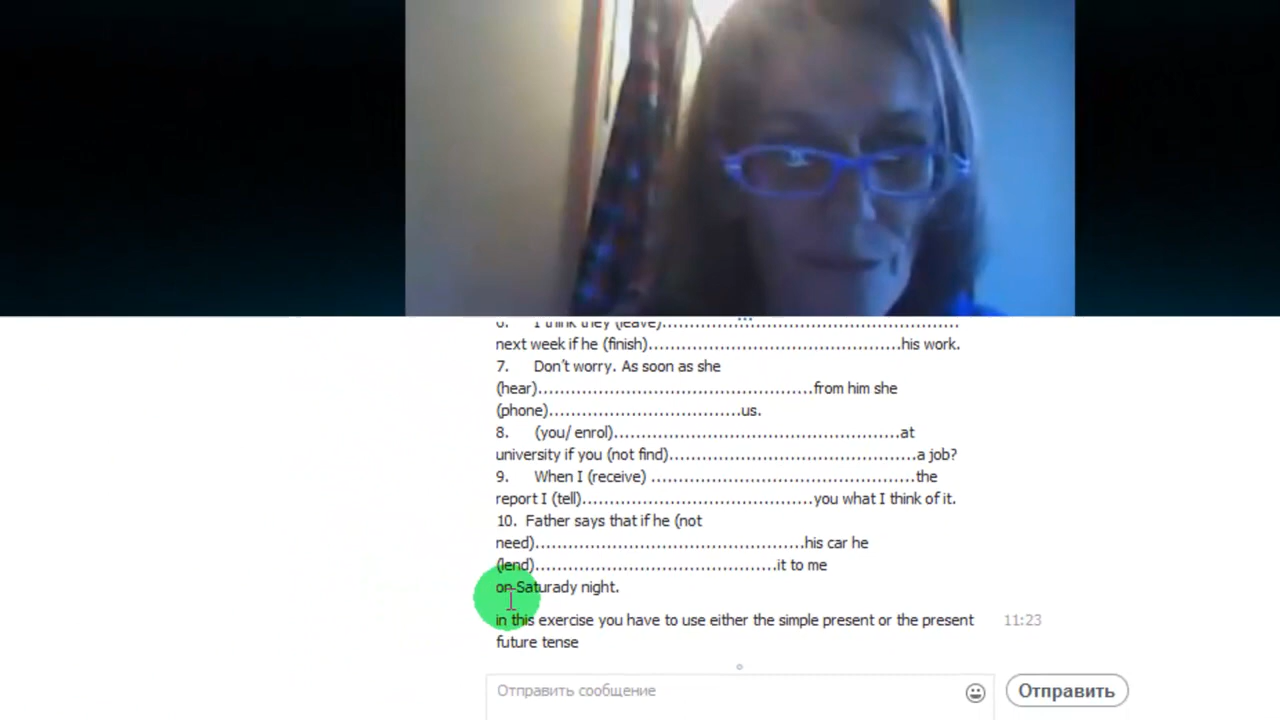 6. I think they (leave)……………………………………………
next week if he (finish)………………………………………his work.
7. Don't worry. As soon as she
(hear)………………………………………….from him she
(phone)…………………………….us.
8. (you/ enrol)…………………………………………….at
university if you (not find)………………………………………a job?
9. When I (receive) …………………………………………the
report I (tell)……………………………………you what I think of it.
10. Father says that if he (not
need)…………………………………………his car he
(lend)……………………………………..it to me
on Saturady night.
in this exercise you have to use either the simple present or the present 11:23
future tense
Отправить сообщение Отправить